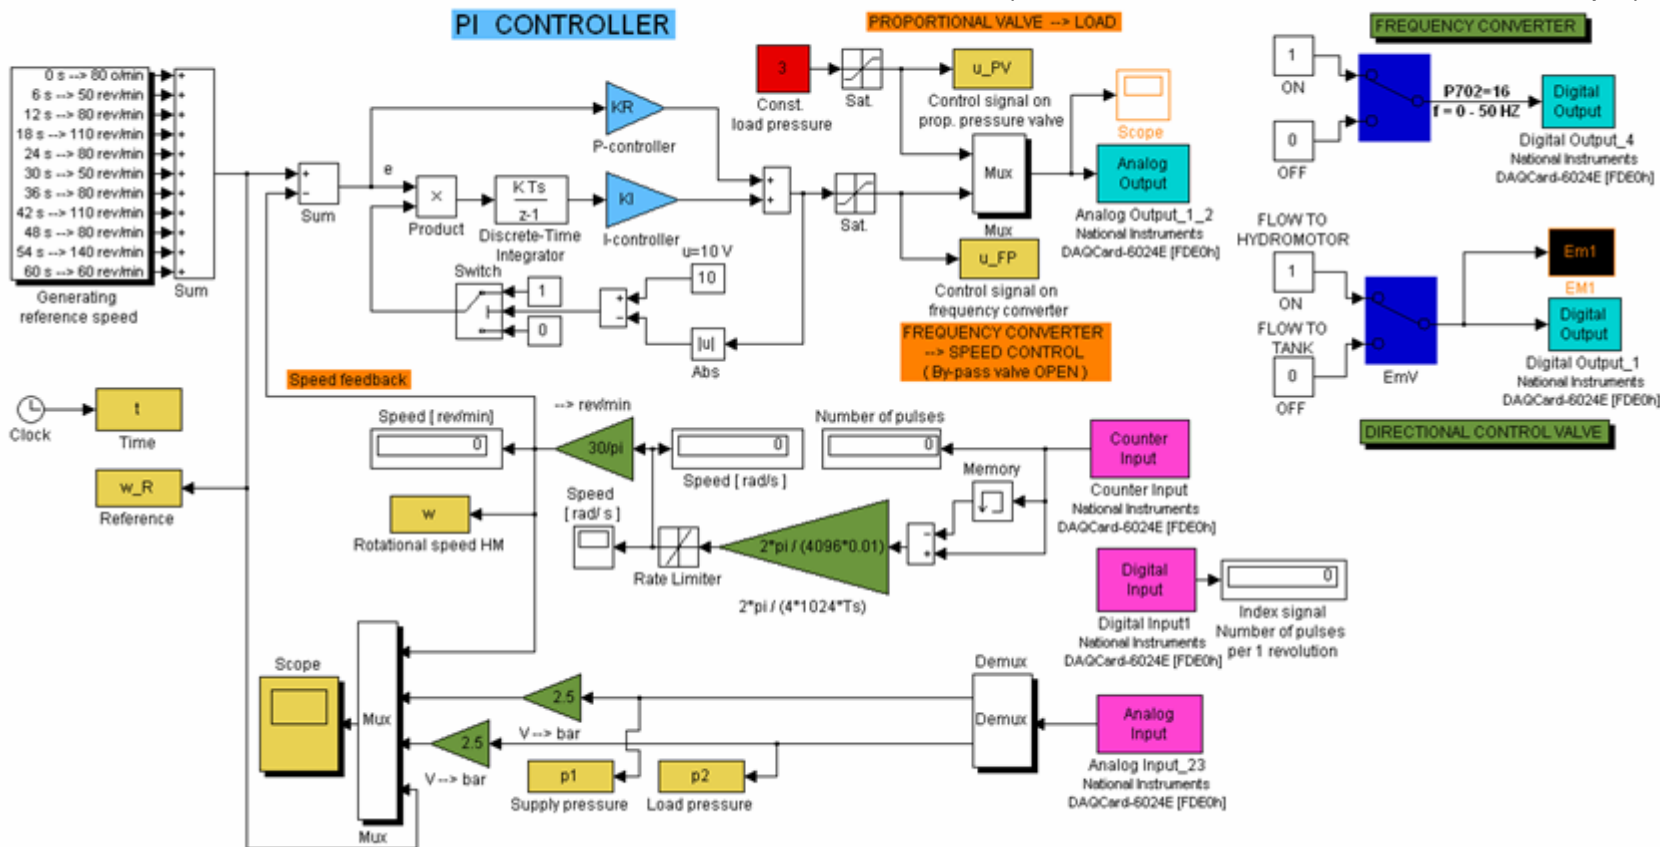 PI CONTROLLER
0 s --> 80 o/min
6 s --> 50 rev/min
12 s --> 80 rev/min
18 s --> 110 rev/min
24 s --> 80 rev/min
30 s --> 50 rev/min
36 s --> 80 rev/min
42 s --> 110 rev/min
48 s --> 80 rev/min
54 s --> 140 rev/min
60 s --> 60 rev/min
Generating
reference speed
Sum
Sum
e
×
Product
K Ts
z-1
Discrete-Time
Integrator
KR
P-controller
KI
I-controller
Switch
1
0
u=10 V
10
|u|
Abs
PROPORTIONAL VALVE --> LOAD
3
Const.
load pressure
Sat.
u_PV
Control signal on
prop. pressure valve
Sat.
Mux
Mux
u_FP
Control signal on
frequency converter
FREQUENCY CONVERTER
--> SPEED CONTROL
( By-pass valve OPEN )
Scope
Analog
Output
Analog Output_1_2
National Instruments
DAQCard-6024E [FDE0h]
FREQUENCY CONVERTER
1
ON
0
OFF
P702=16
f = 0 - 50 HZ
Digital
Output
Digital Output_4
National Instruments
DAQCard-6024E [FDE0h]
FLOW TO
HYDROMOTOR
1
ON
FLOW TO
TANK
0
OFF
EmV
Em1
EM1
Digital
Output
Digital Output_1
National Instruments
DAQCard-6024E [FDE0h]
DIRECTIONAL CONTROL VALVE
Speed feedback
Clock
t
Time
w_R
Reference
Speed [ rev/min]
0
w
Rotational speed HM
--> rev/min
30/pi
0
Speed [ rad/s ]
Speed
[ rad/ s ]
Rate Limiter
Number of pulses
0
2*pi / (4096*0.01)
2*pi / (4*1024*Ts)
Memory
Counter
Input
Counter Input
National Instruments
DAQCard-6024E [FDE0h]
Digital
Input
Digital Input1
National Instruments
DAQCard-6024E [FDE0h]
0
Index signal
Number of pulses
per 1 revolution
Scope
Mux
Mux
2.5
V --> bar
2.5
V --> bar
p1
Supply pressure
p2
Load pressure
Demux
Demux
Analog
Input
Analog Input_23
National Instruments
DAQCard-6024E [FDE0h]